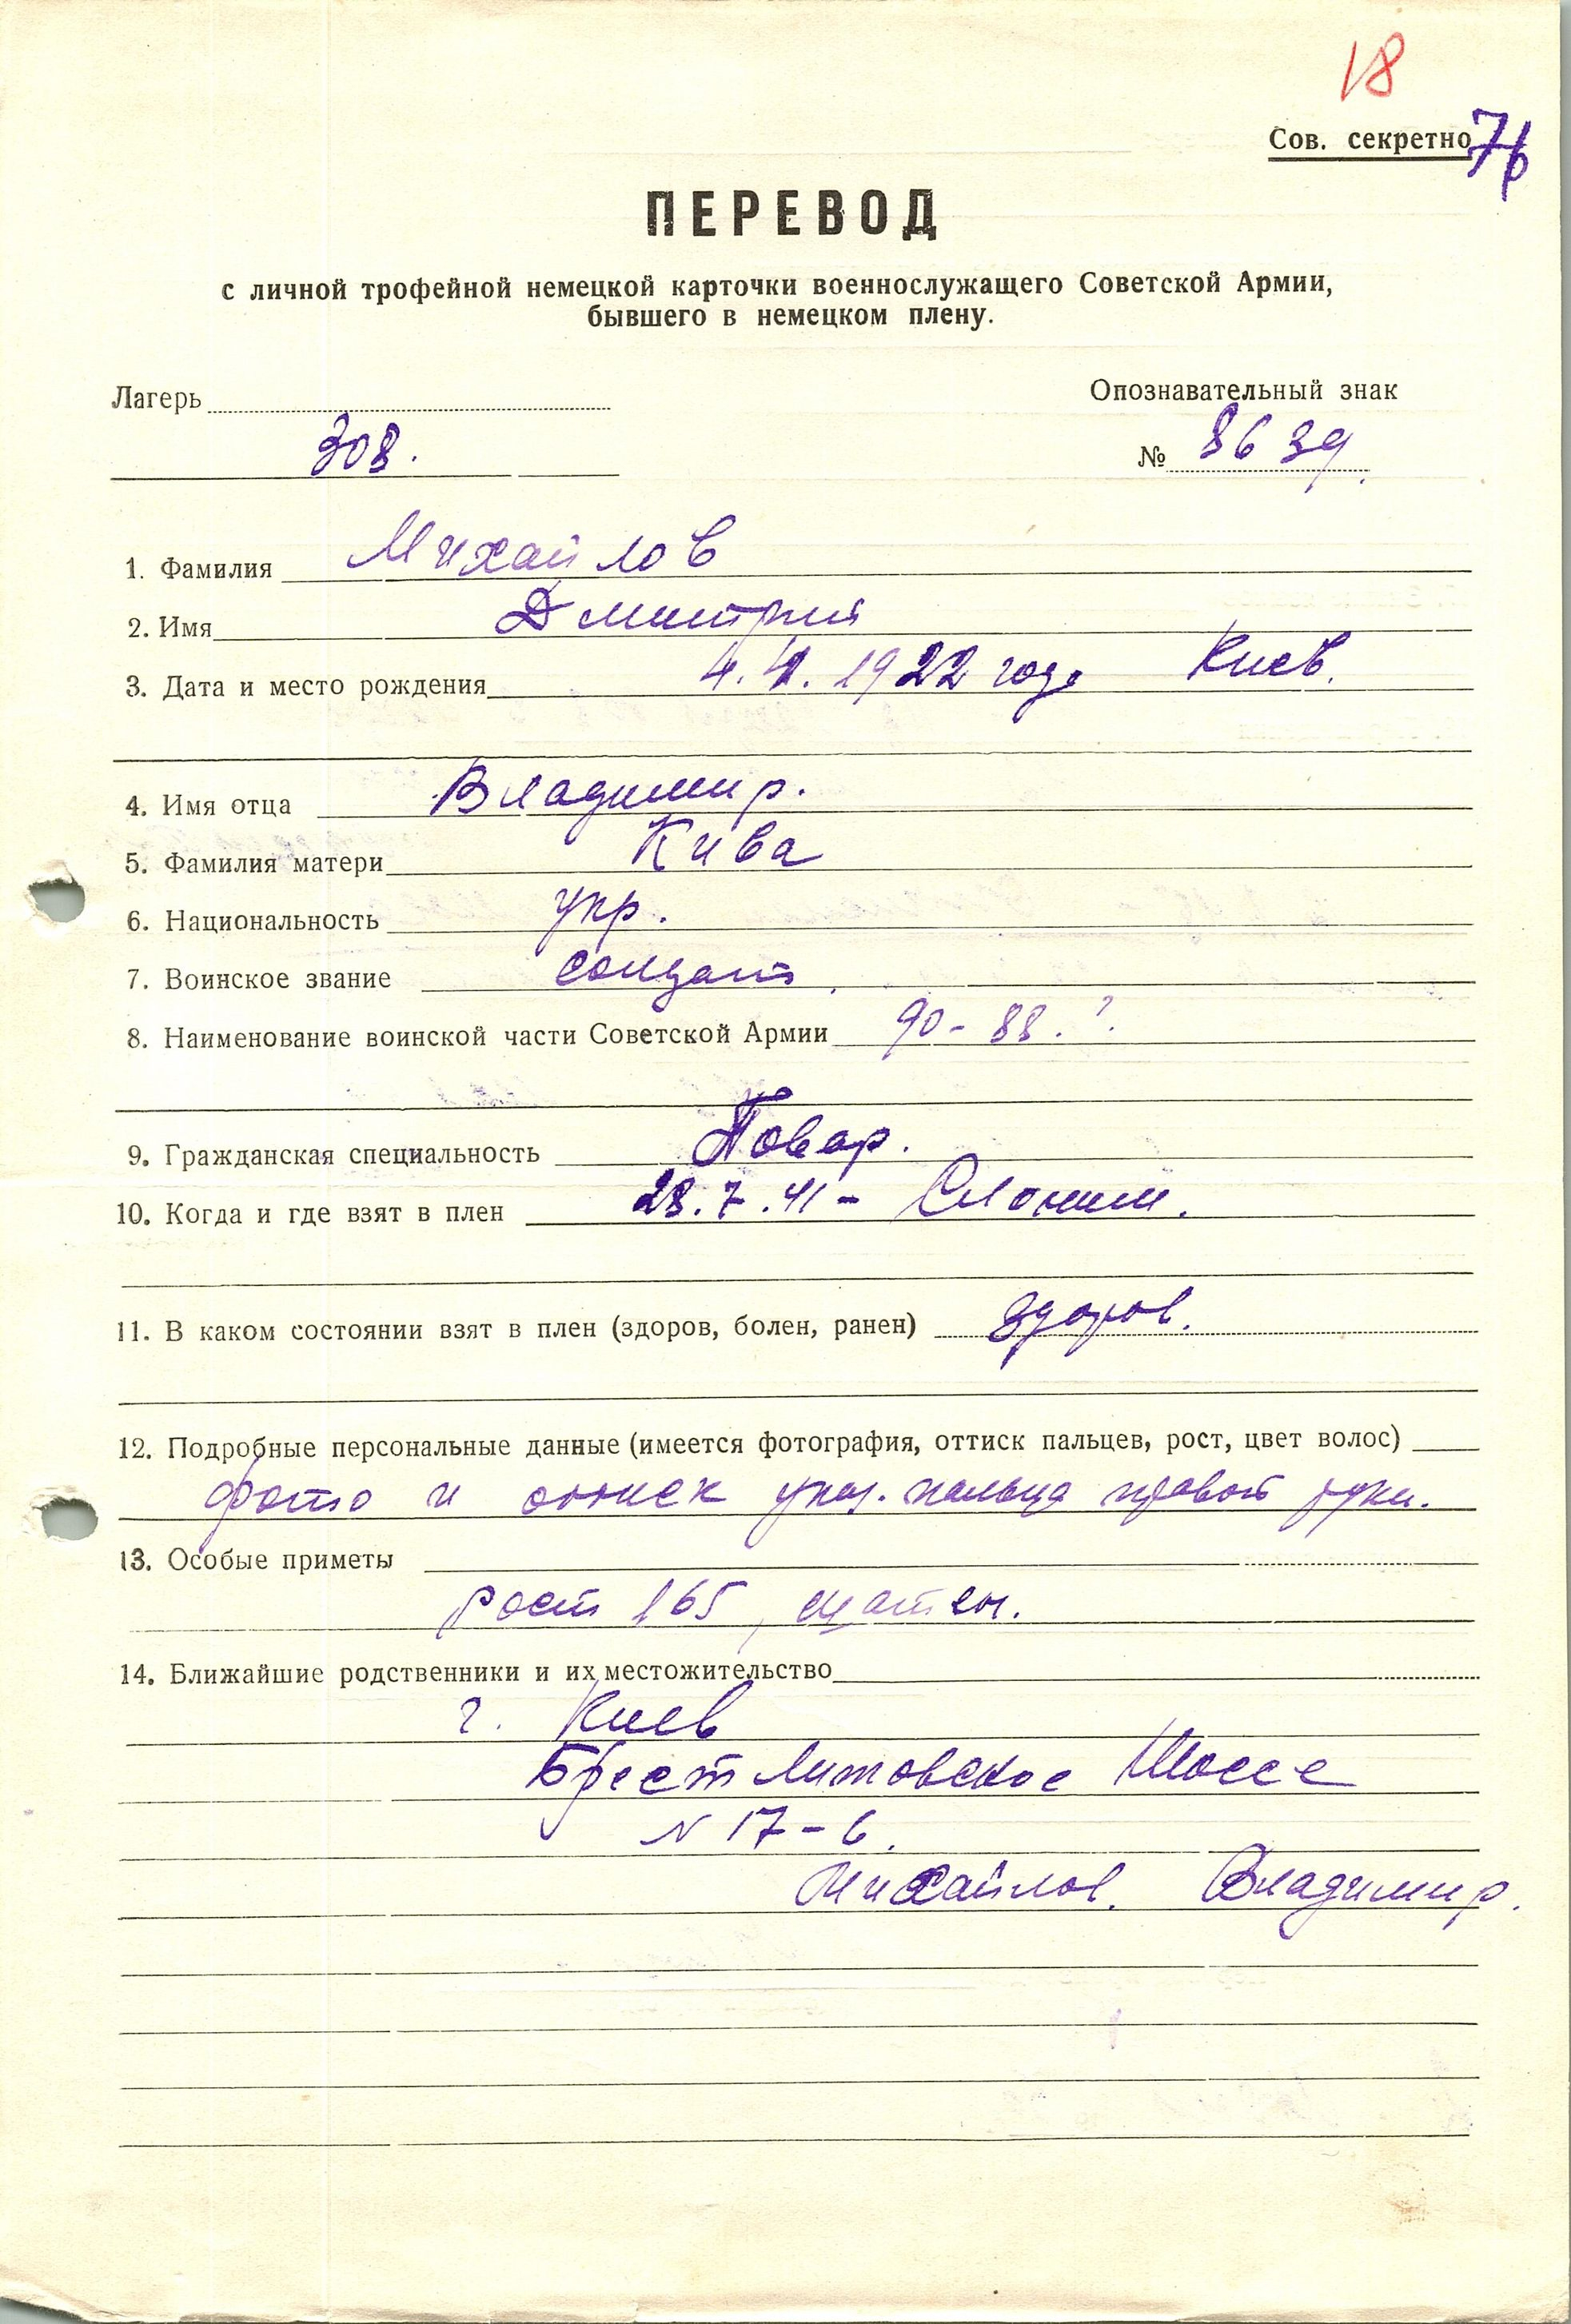 18
Сов. секретно 76
ПЕРЕВОД
с личной трофейной немецкой карточки военнослужащего Советской Армии,
бывшего в немецком плену.
Лагерь
Опознавательный знак
308.
№ 8639.
1. Фамилия Михайлов
2. Имя Дмитрий
3. Дата и место рождения 4. 1922 года Киев.
4. Имя отца Владимир.
5. Фамилия матери Кива
6. Национальность укр.
7. Воинское звание солдат.
8. Наименование воинской части Советской Армии 90-88. ?.
9. Гражданская специальность Повар.
10. Когда и где взят в плен 28.7.41 - Слоним.
11. В каком состоянии взят в плен (здоров, болен, ранен) здоров.
12. Подробные персональные данные (имеется фотография, оттиск пальцев, рост, цвет волос)
фото и оттиск указ. пальца правой руки.
13. Особые приметы
рост 165, шатен.
14. Ближайшие родственники и их местожительство
г. Киев
Брест Литовское Шоссе
N 17-6.
Михайлов. Владимир.